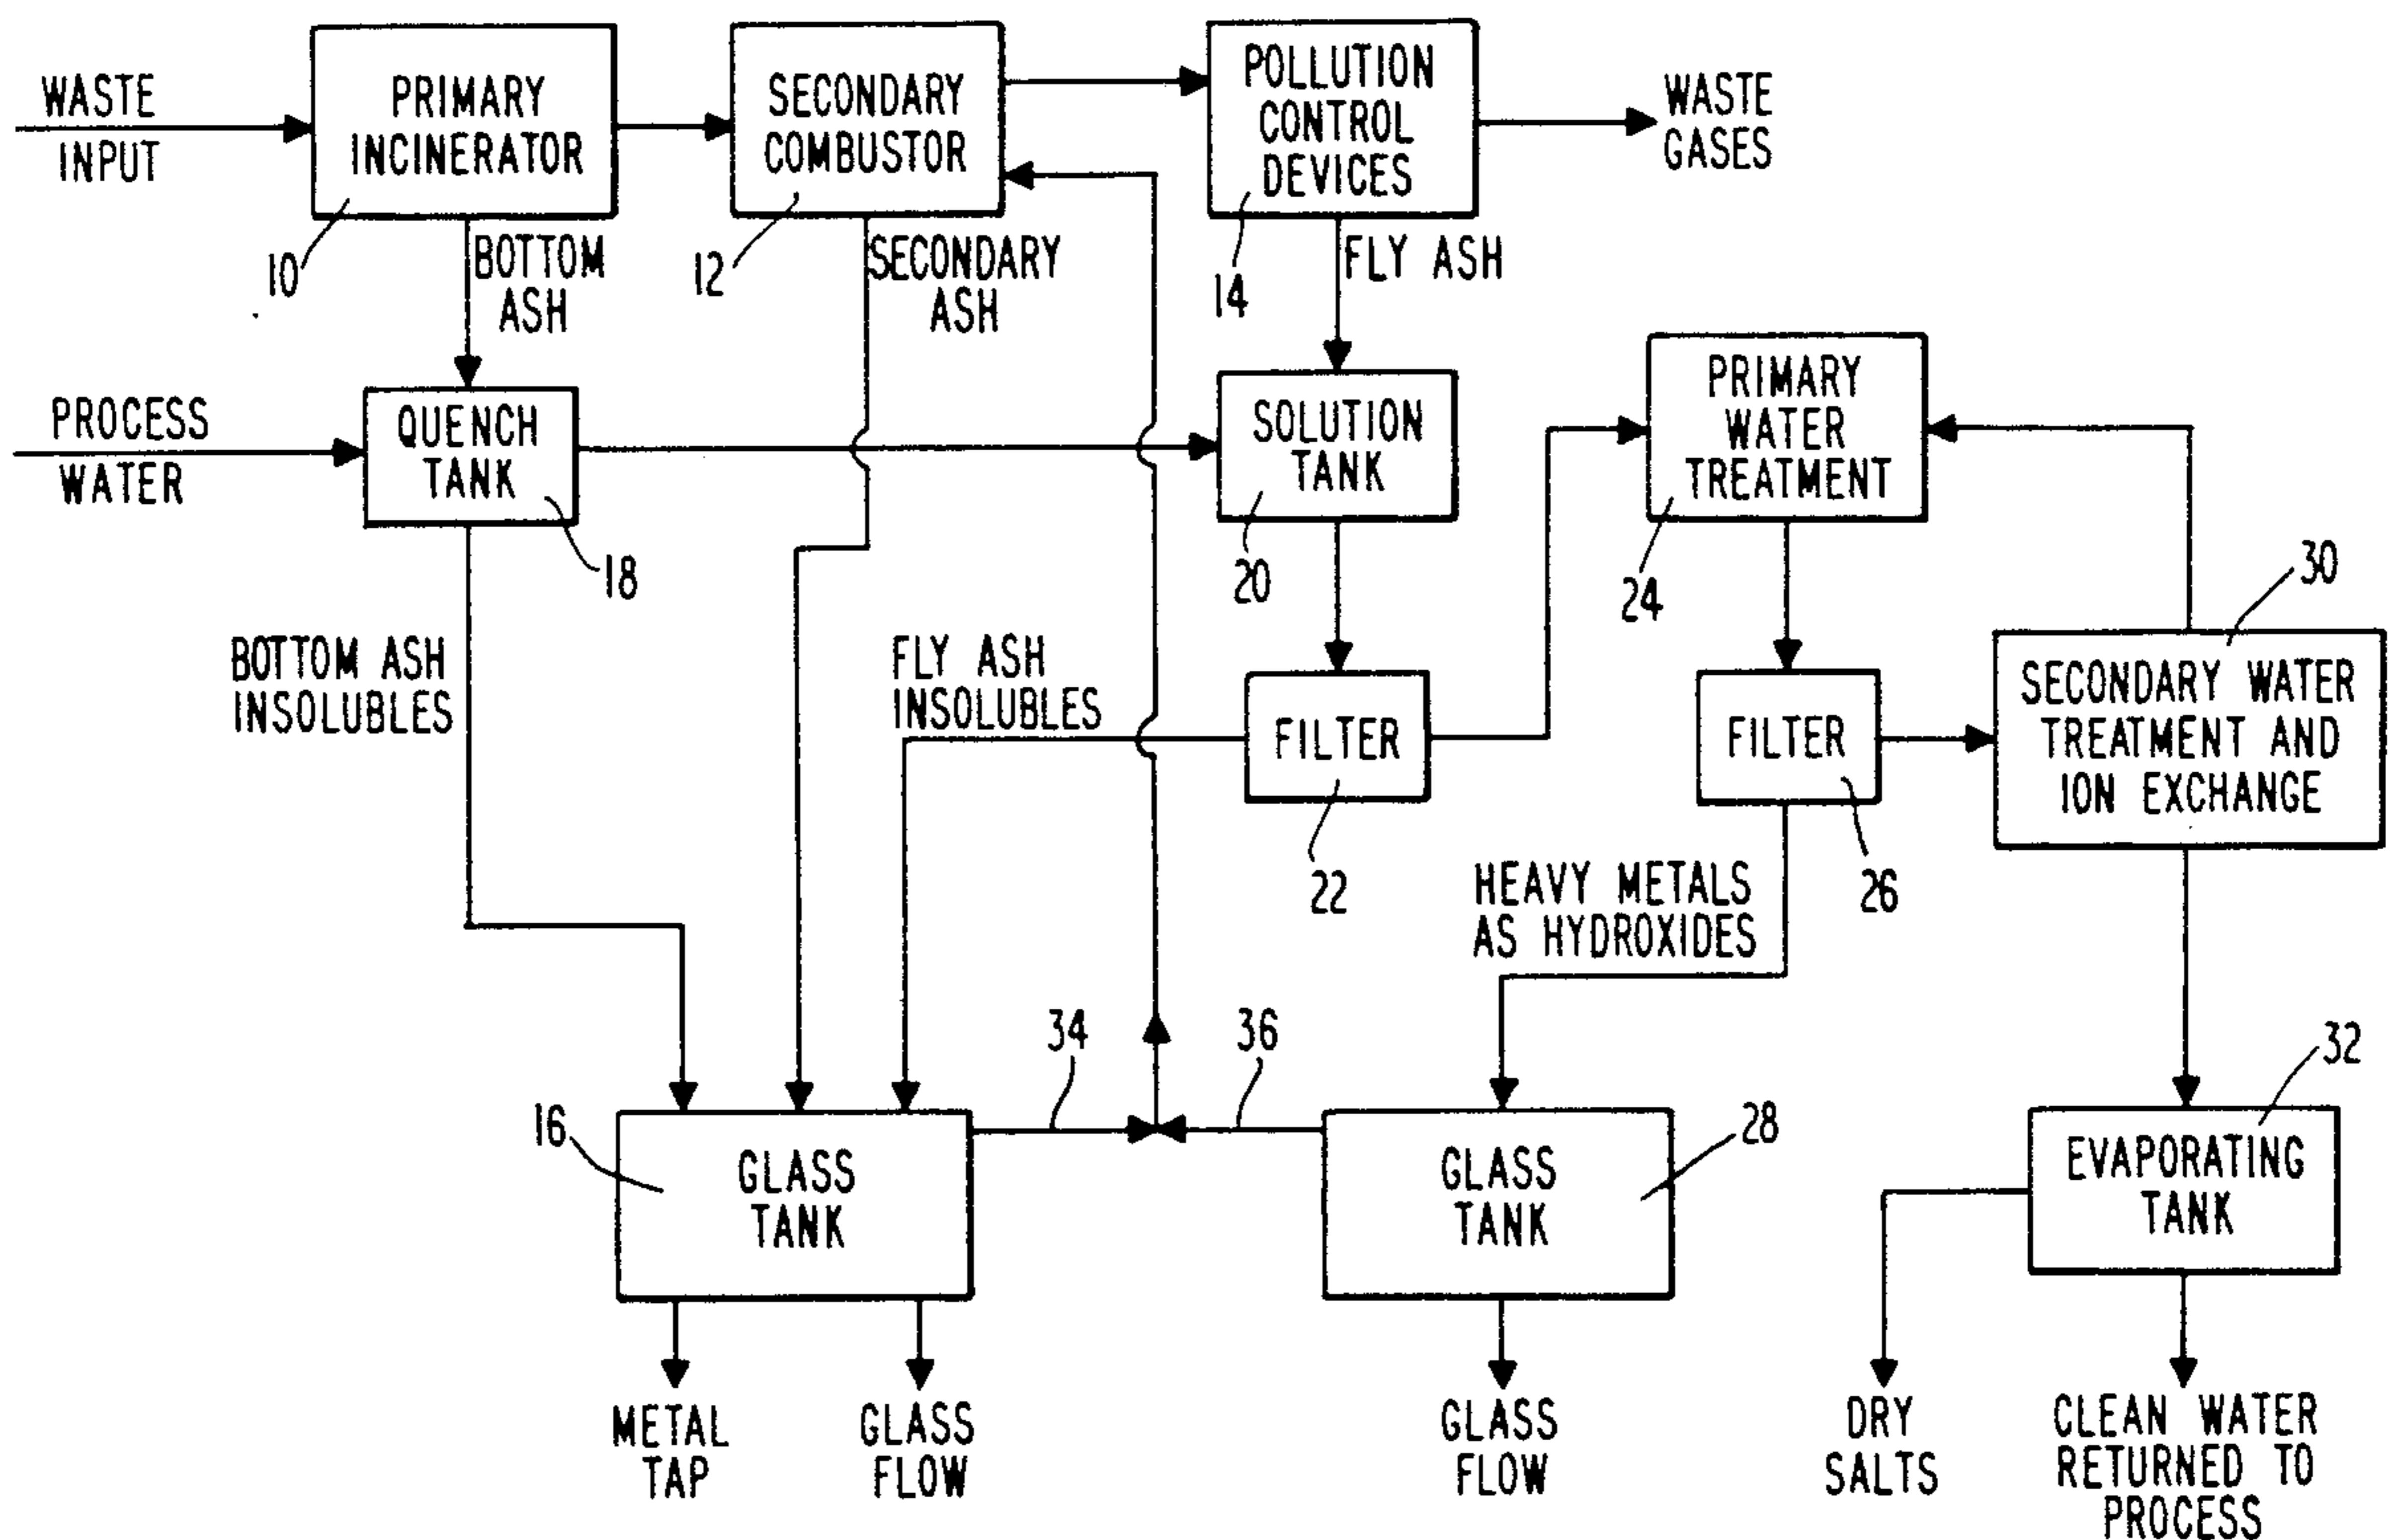 WASTE
INPUT
PRIMARY
INCINERATOR
10
SECONDARY
COMBUSTOR
12
POLLUTION
CONTROL
DEVICES
14
WASTE
GASES
BOTTOM
ASH
SECONDARY
ASH
FLY ASH
PROCESS
WATER
QUENCH
TANK
18
SOLUTION
TANK
20
PRIMARY
WATER
TREATMENT
24
30
BOTTOM ASH
INSOLUBLES
FLY ASH
INSOLUBLES
FILTER
22
FILTER
26
SECONDARY WATER
TREATMENT AND
ION EXCHANGE
HEAVY METALS
AS HYDROXIDES
34
36
32
16
GLASS
TANK
GLASS
TANK
28
EVAPORATING
TANK
METAL
TAP
GLASS
FLOW
GLASS
FLOW
DRY
SALTS
CLEAN WATER
RETURNED TO
PROCESS